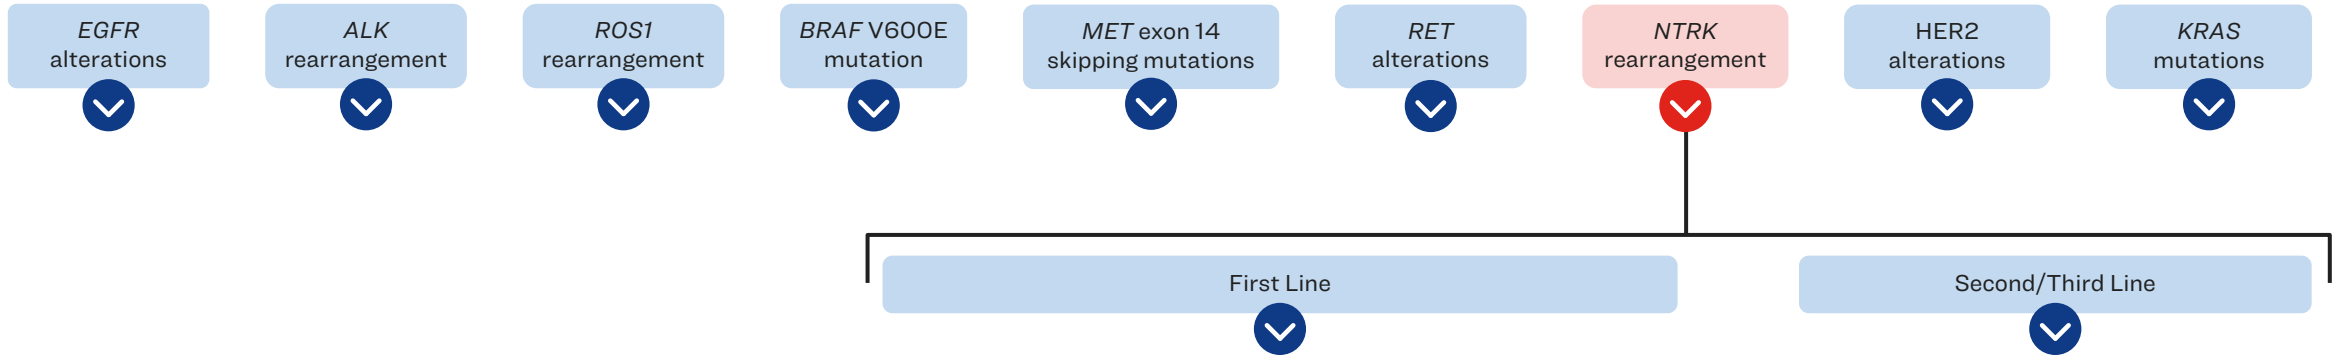 EGFR
alterations
ALK
rearrangement
ROS1
rearrangement
BRAF V600E
mutation
MET exon 14
skipping mutations
RET
alterations
NTRK
rearrangement
HER2
alterations
KRAS
mutations
First Line
Second/Third Line